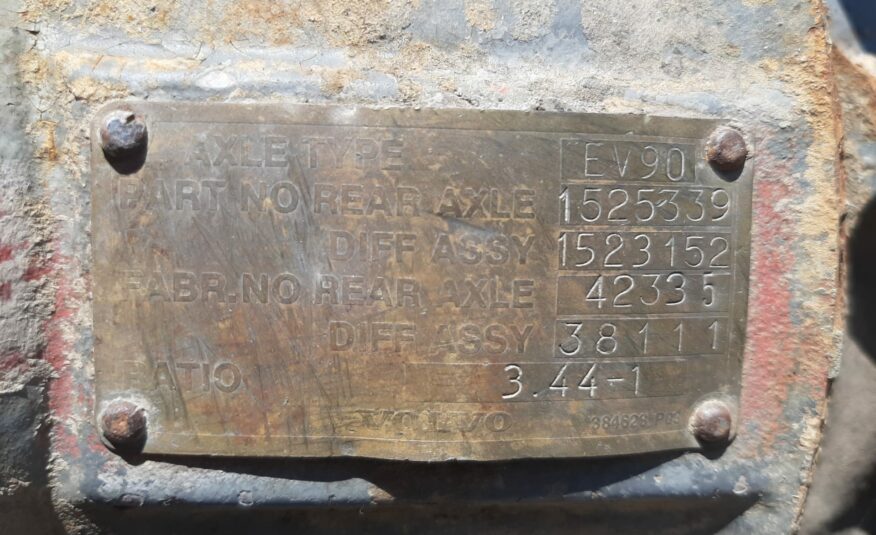 AXLE TYPE EV90
PART NO REAR AXLE 1525339
DIFF ASSY 1523152
FABR.NO REAR AXLE 42335
DIFF ASSY 38111
RATIO 3.44-1
VOLVO